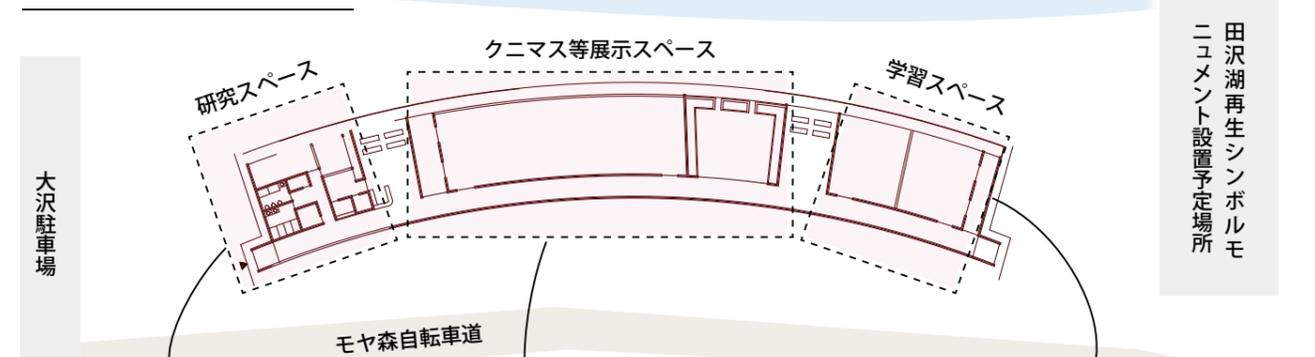 クニマス等展示スペース
研究スペース
学習スペース
田沢湖再生シンボルモ
ニュメント設置予定場所
大沢駐車場
モヤ森自転車道